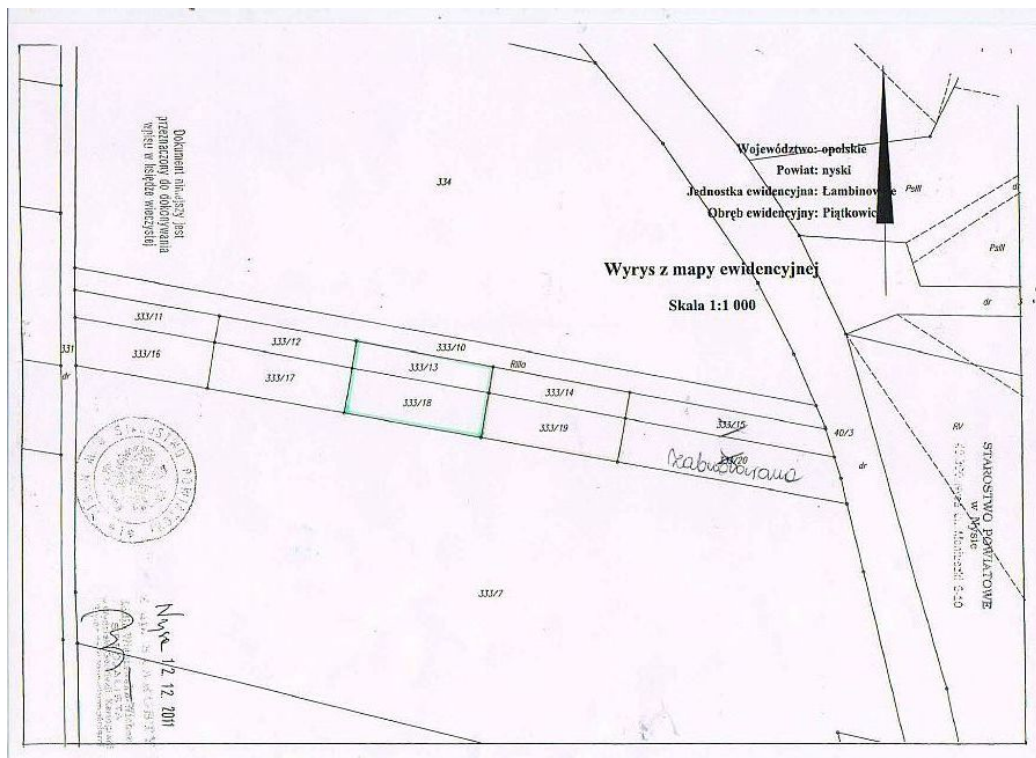 Dokument niniejszy jest
przeznaczony do dokonywania
wpisu w księdze wieczystej
334
Województwo: opolskie
Powiat: nyski
Jednostka ewidencyjna: Łambinowice
Obręb ewidencyjny: Piątkowice
PsIII
dr
PsIII
dr
Wyrys z mapy ewidencyjnej
Skala 1:1 000
333/11
333/12
333/10
333/13
RIIIa
331
dr
333/16
333/17
333/18
333/14
333/19
333/15
333/20
zabudowana
40/3
dr
RV
STAROSTWO POWIATOWE
w Nysie
333/7
Nysa 12. 12. 2011